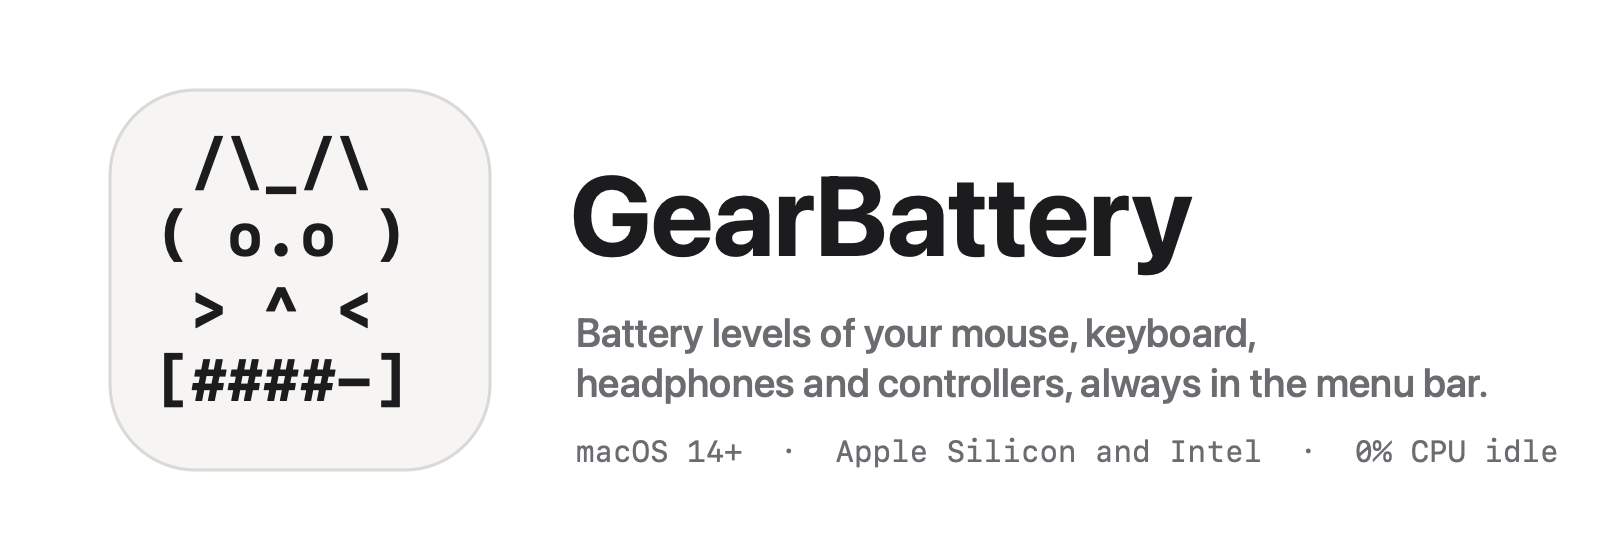 /\_/\
( o.o )
> ^ <
[####-]
GearBattery
Battery levels of your mouse, keyboard,
headphones and controllers, always in the menu bar.
macOS 14+ · Apple Silicon and Intel · 0% CPU idle